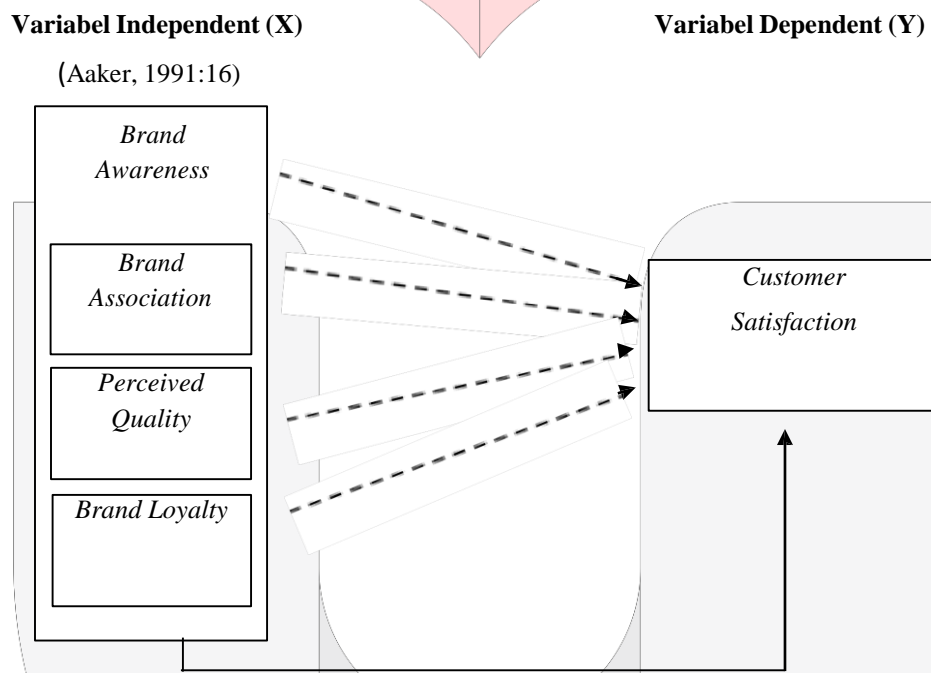 Variabel Independent (X)
Variabel Dependent (Y)
(Aaker, 1991:16)
Brand
Awareness
Brand
Association
Perceived
Quality
Brand Loyalty
Customer
Satisfaction